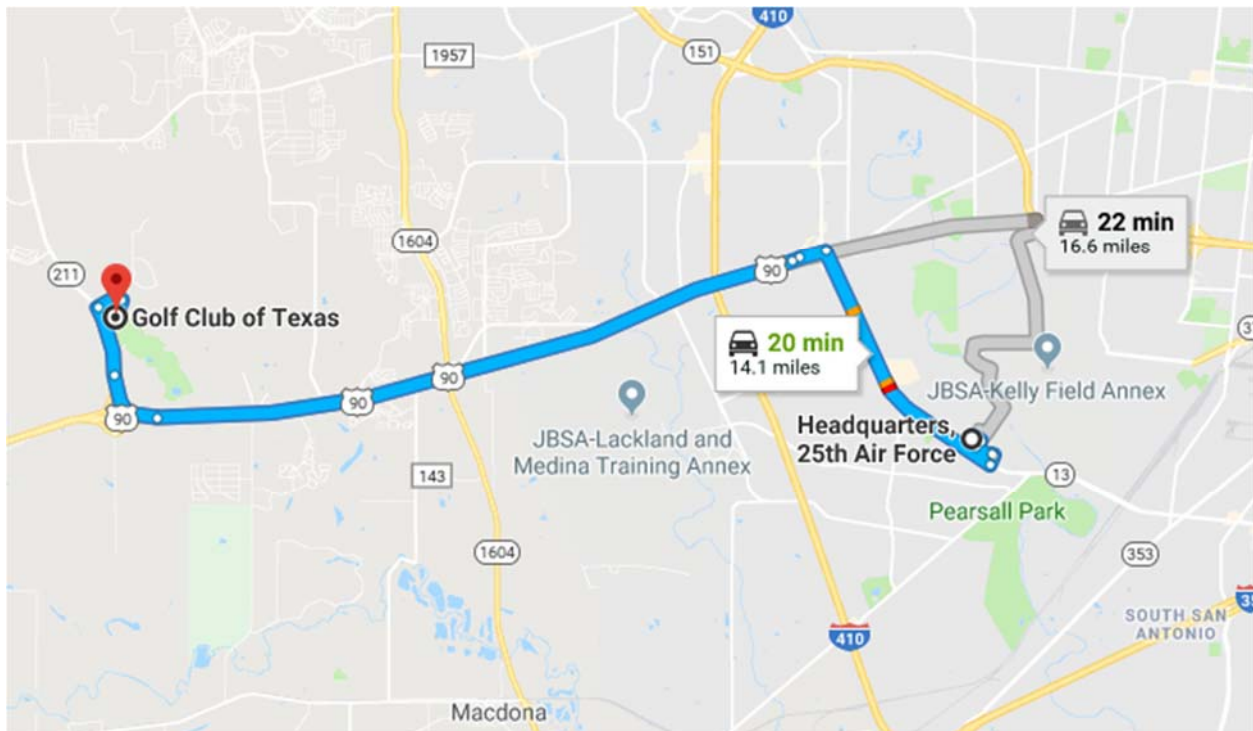 410
1957
151
1604
22 min
16.6 miles
211
90
Golf Club of Texas
20 min
14.1 miles
90
90
90
JBSA-Kelly Field Annex
Headquarters,
25th Air Force
JBSA-Lackland and
Medina Training Annex
143
13
Pearsall Park
1604
353
410
SOUTH SAN
ANTONIO
Macdona